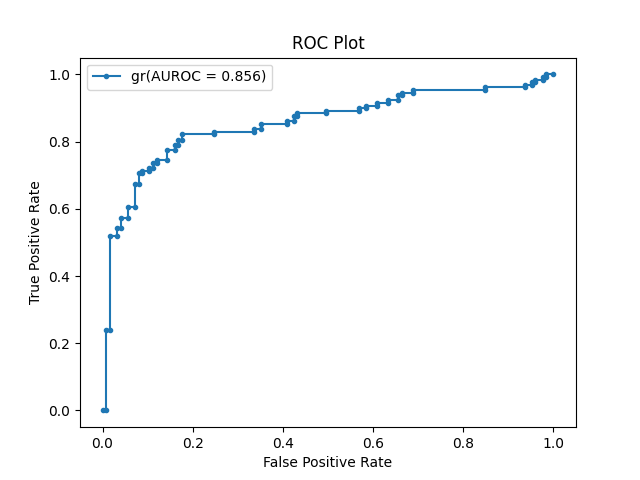 ROC Plot
gr(AUROC = 0.856)
True Positive Rate
1.0
0.8
0.6
0.4
0.2
0.0
0.0 0.2 0.4 0.6 0.8 1.0
False Positive Rate